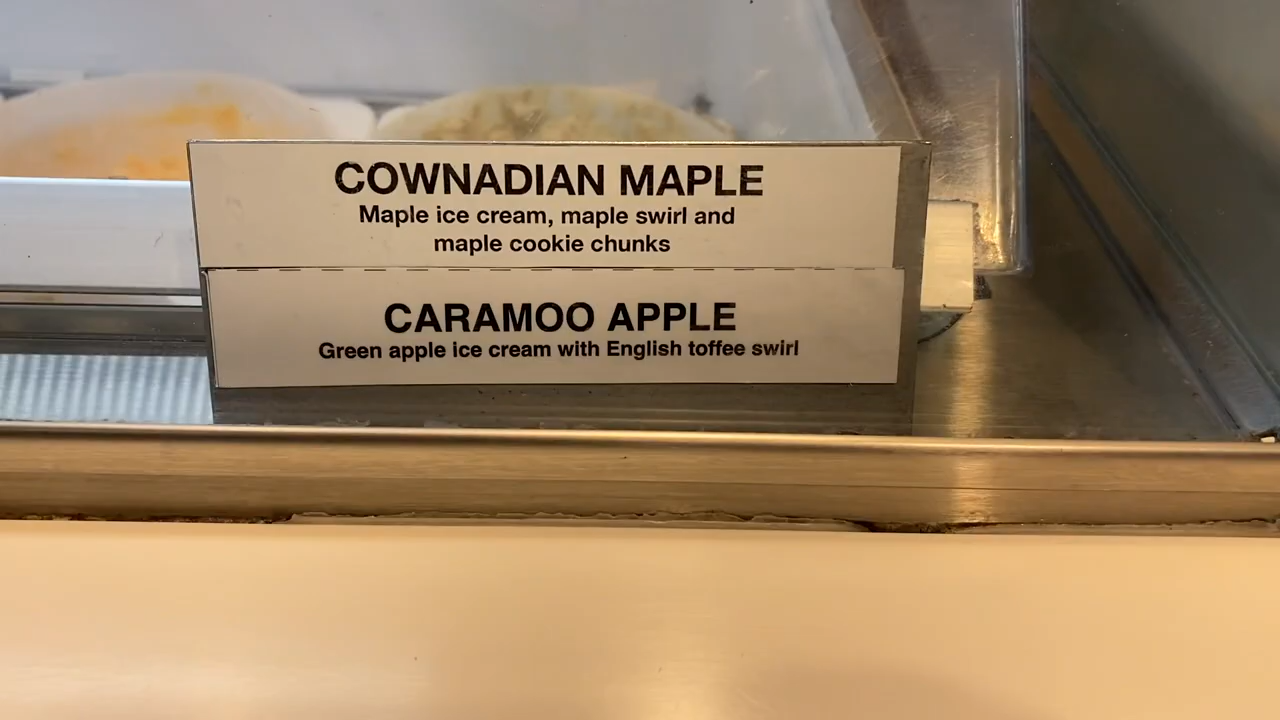 COWNADIAN MAPLE
Maple ice cream, maple swirl and
maple cookie chunks
CARAMOO APPLE
Green apple ice cream with English toffee swirl